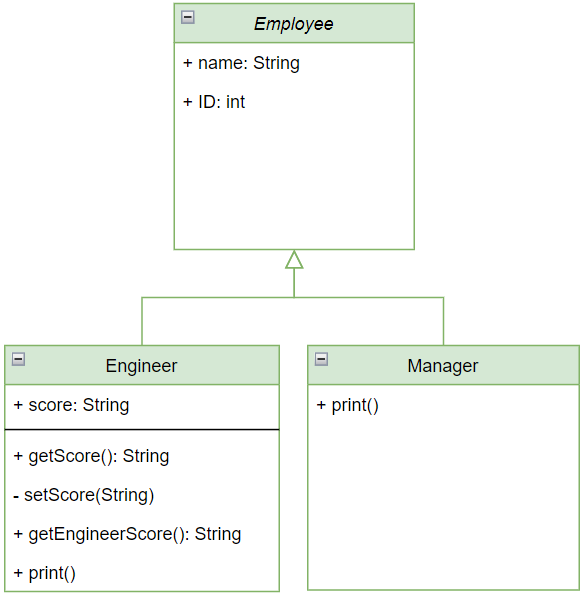 Employee
+ name: String
+ ID: int
Engineer
+ score: String
+ getScore(): String
- setScore(String)
+ getEngineerScore(): String
+ print()
Manager
+ print()